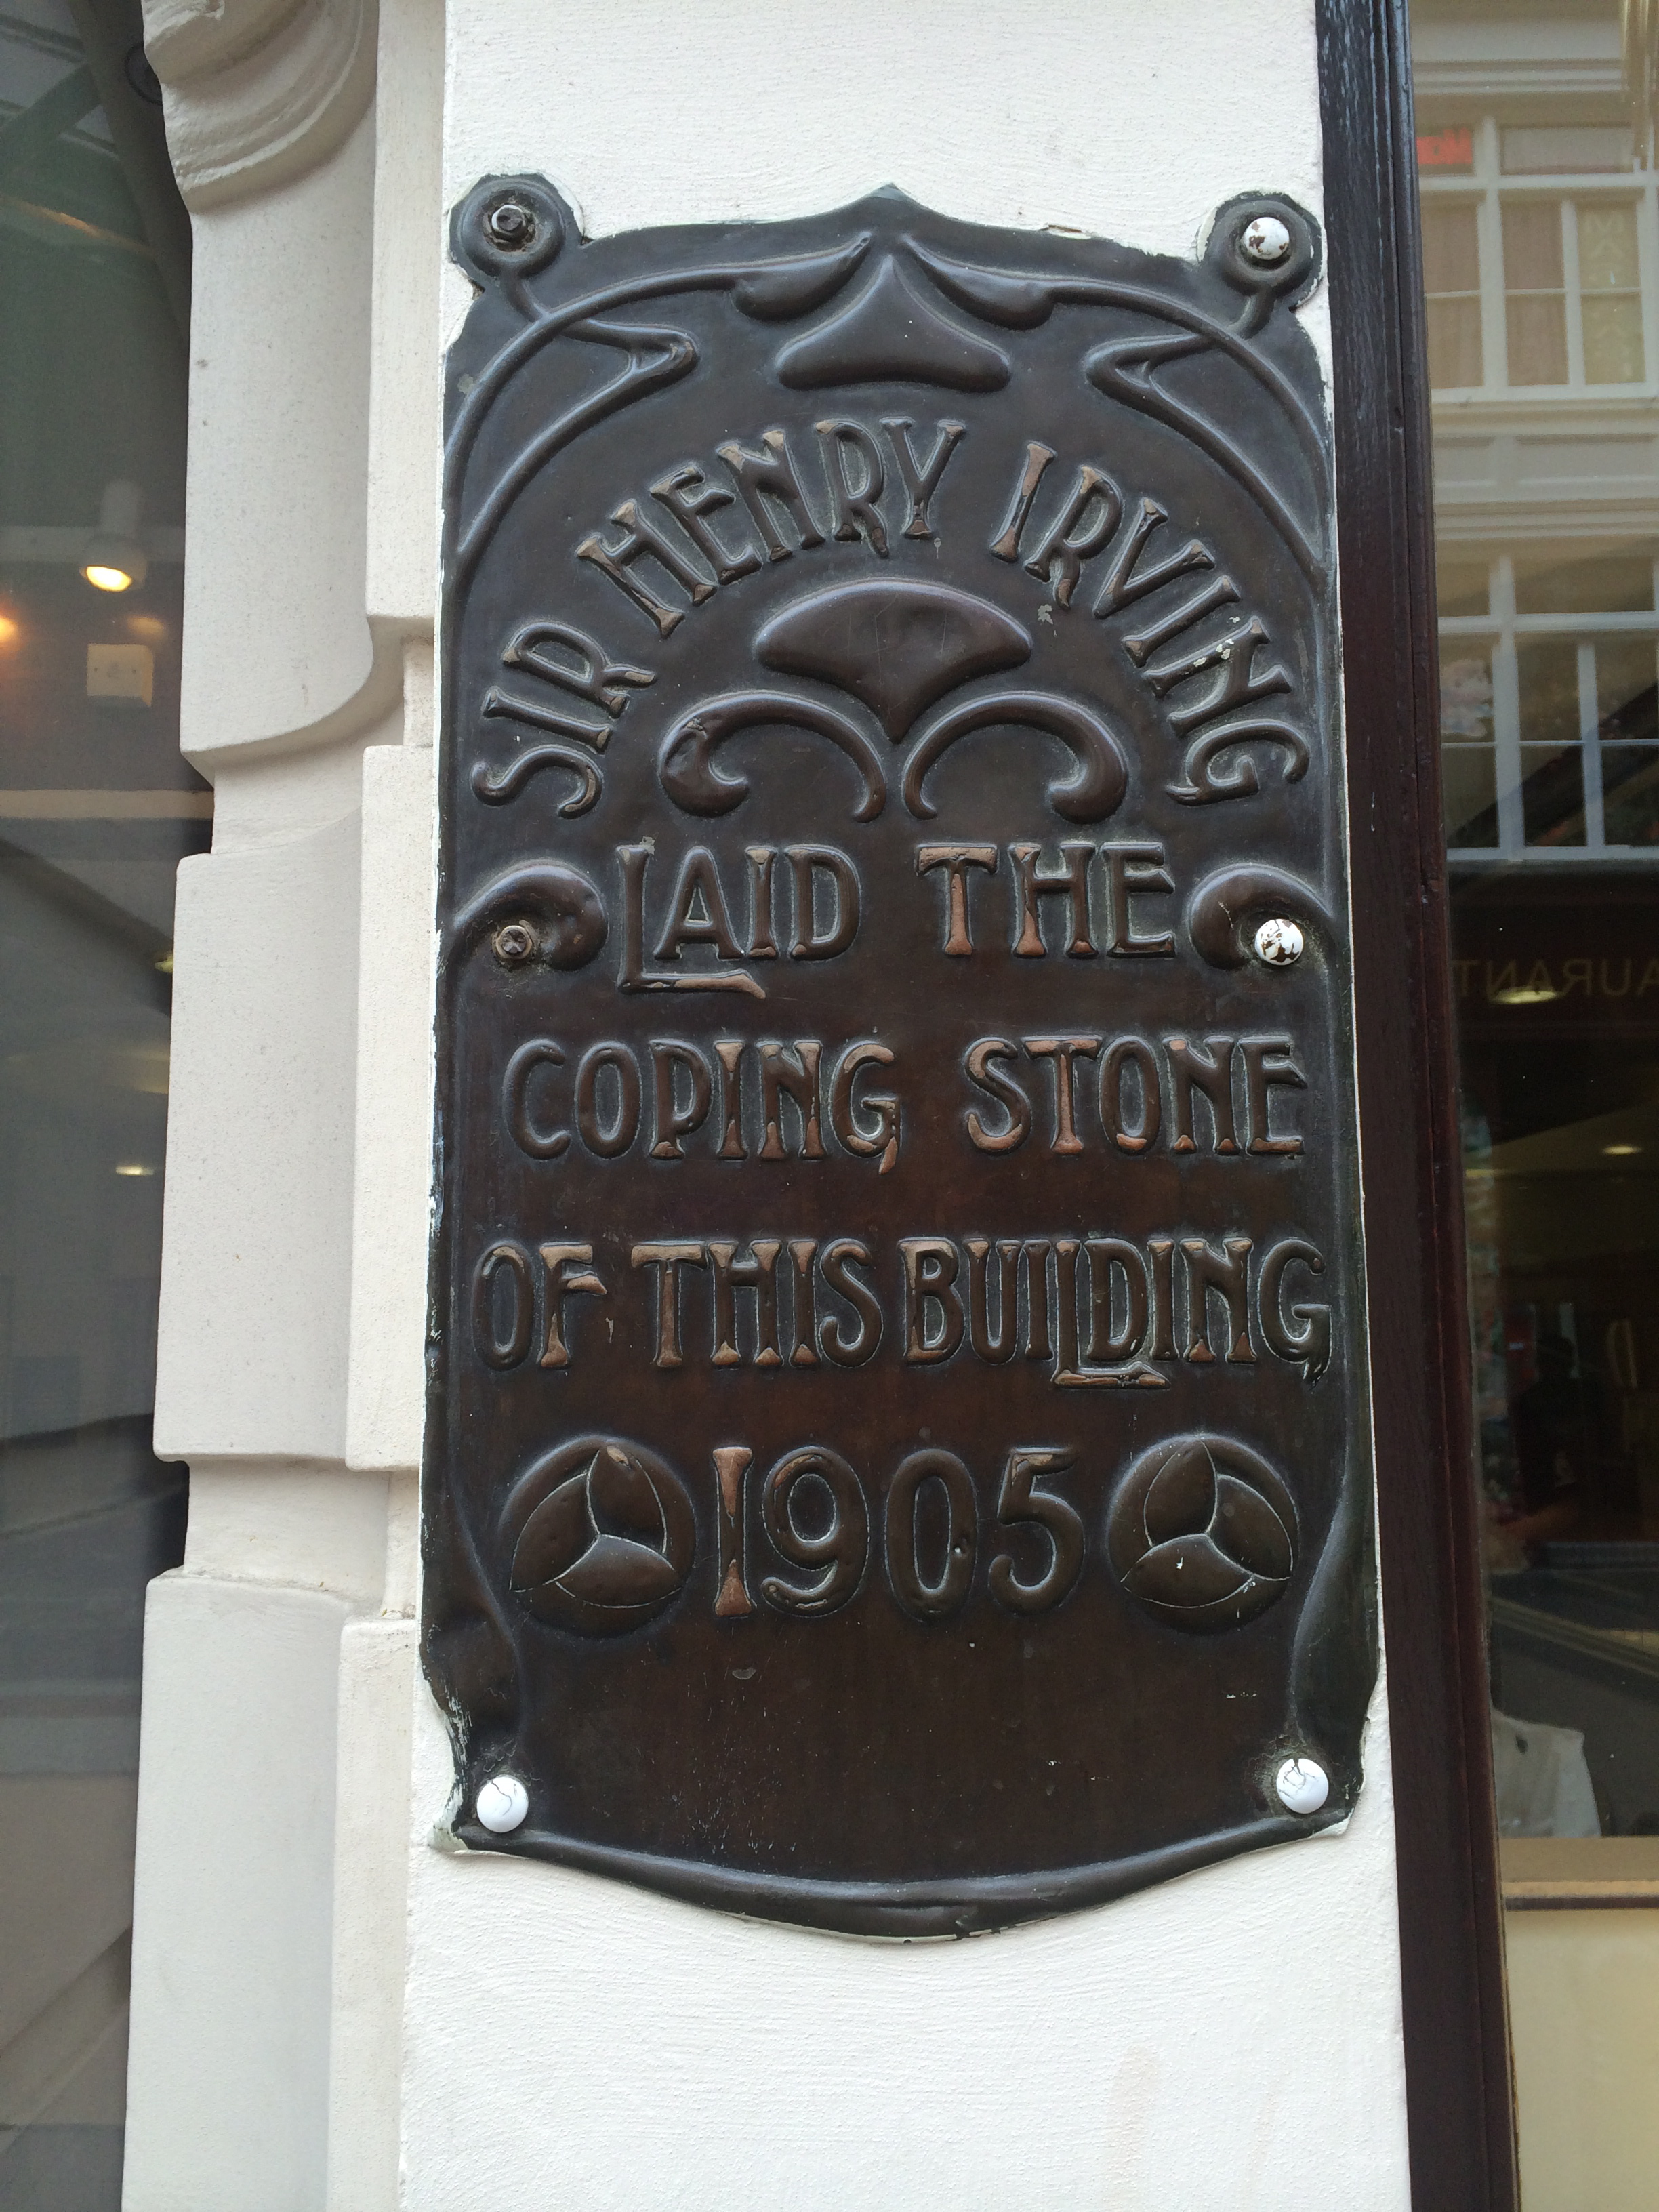 SIR HENRY IRVING
LAID THE
COPING STONE
OF THIS BUILDING
1905